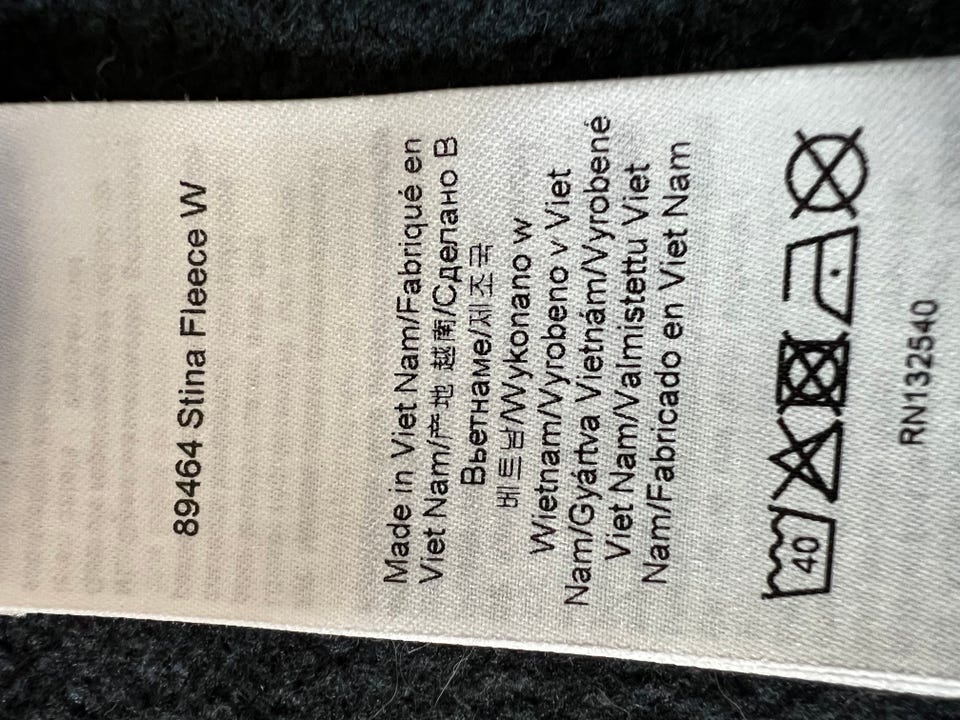 89464 Stina Fleece W
Made in Viet Nam/Fabriqué en
Viet Nam/产地 越南/Сделано В
Вьетнаме/제조국
베트남/Wykonano w
Wietnam/Vyrobeno v Viet
Nam/Gyártva Vietnám/Vyrobené
Viet Nam/Valmistettu Viet
Nam/Fabricado en Viet Nam
40
RN132540